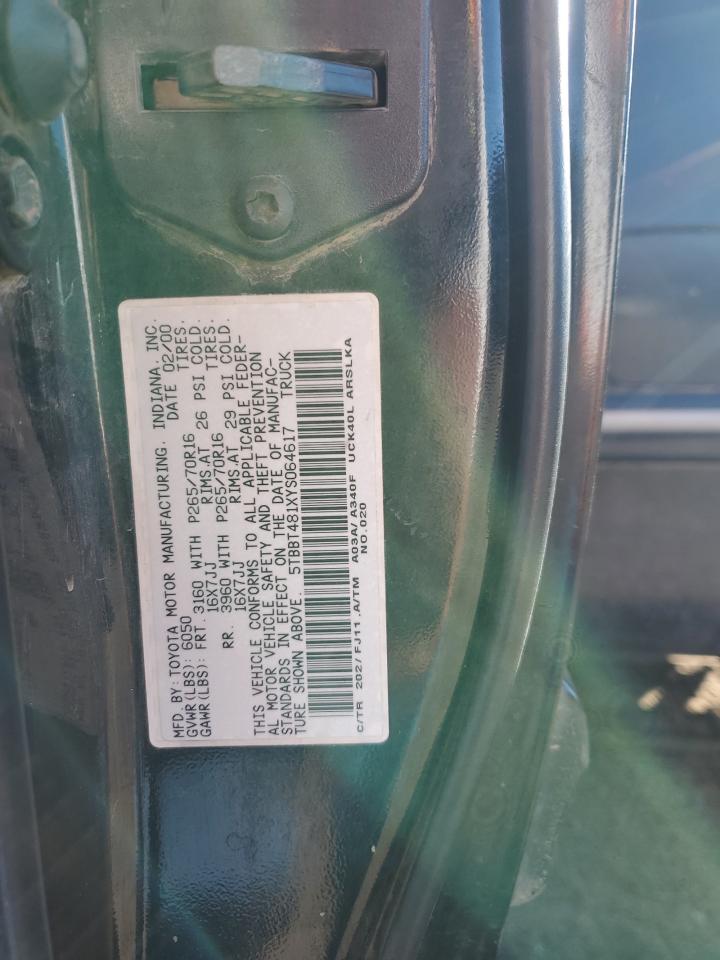 MFD. BY: TOYOTA MOTOR MANUFACTURING, INDIANA, INC.
GVWR(LBS): 6050 DATE 02/00
GAWR(LBS): FRT. 3160 WITH P265/70R16 TIRES,
16X7JJ RIMS,AT 26 PSI COLD.
RR. 3960 WITH P265/70R16 TIRES,
16X7JJ RIMS,AT 29 PSI COLD.
THIS VEHICLE CONFORMS TO ALL APPLICABLE FEDER-
AL MOTOR VEHICLE SAFETY AND THEFT PREVENTION
STANDARDS IN EFFECT ON THE DATE OF MANUFAC-
TURE SHOWN ABOVE. 5TBBT481XYS064617 TRUCK
C/TR 202/FJ11 .A/TM A03A/A340F UCK40L ARSLKA
NO.020